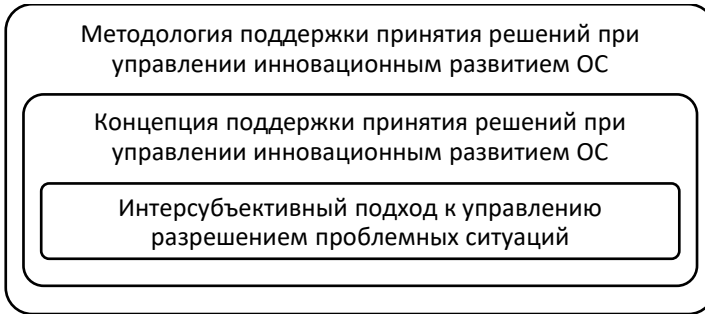 Методология поддержки принятия решений при
управлении инновационным развитием ОС
Концепция поддержки принятия решений при
управлении инновационным развитием ОС
Интерсубъективный подход к управлению
разрешением проблемных ситуаций